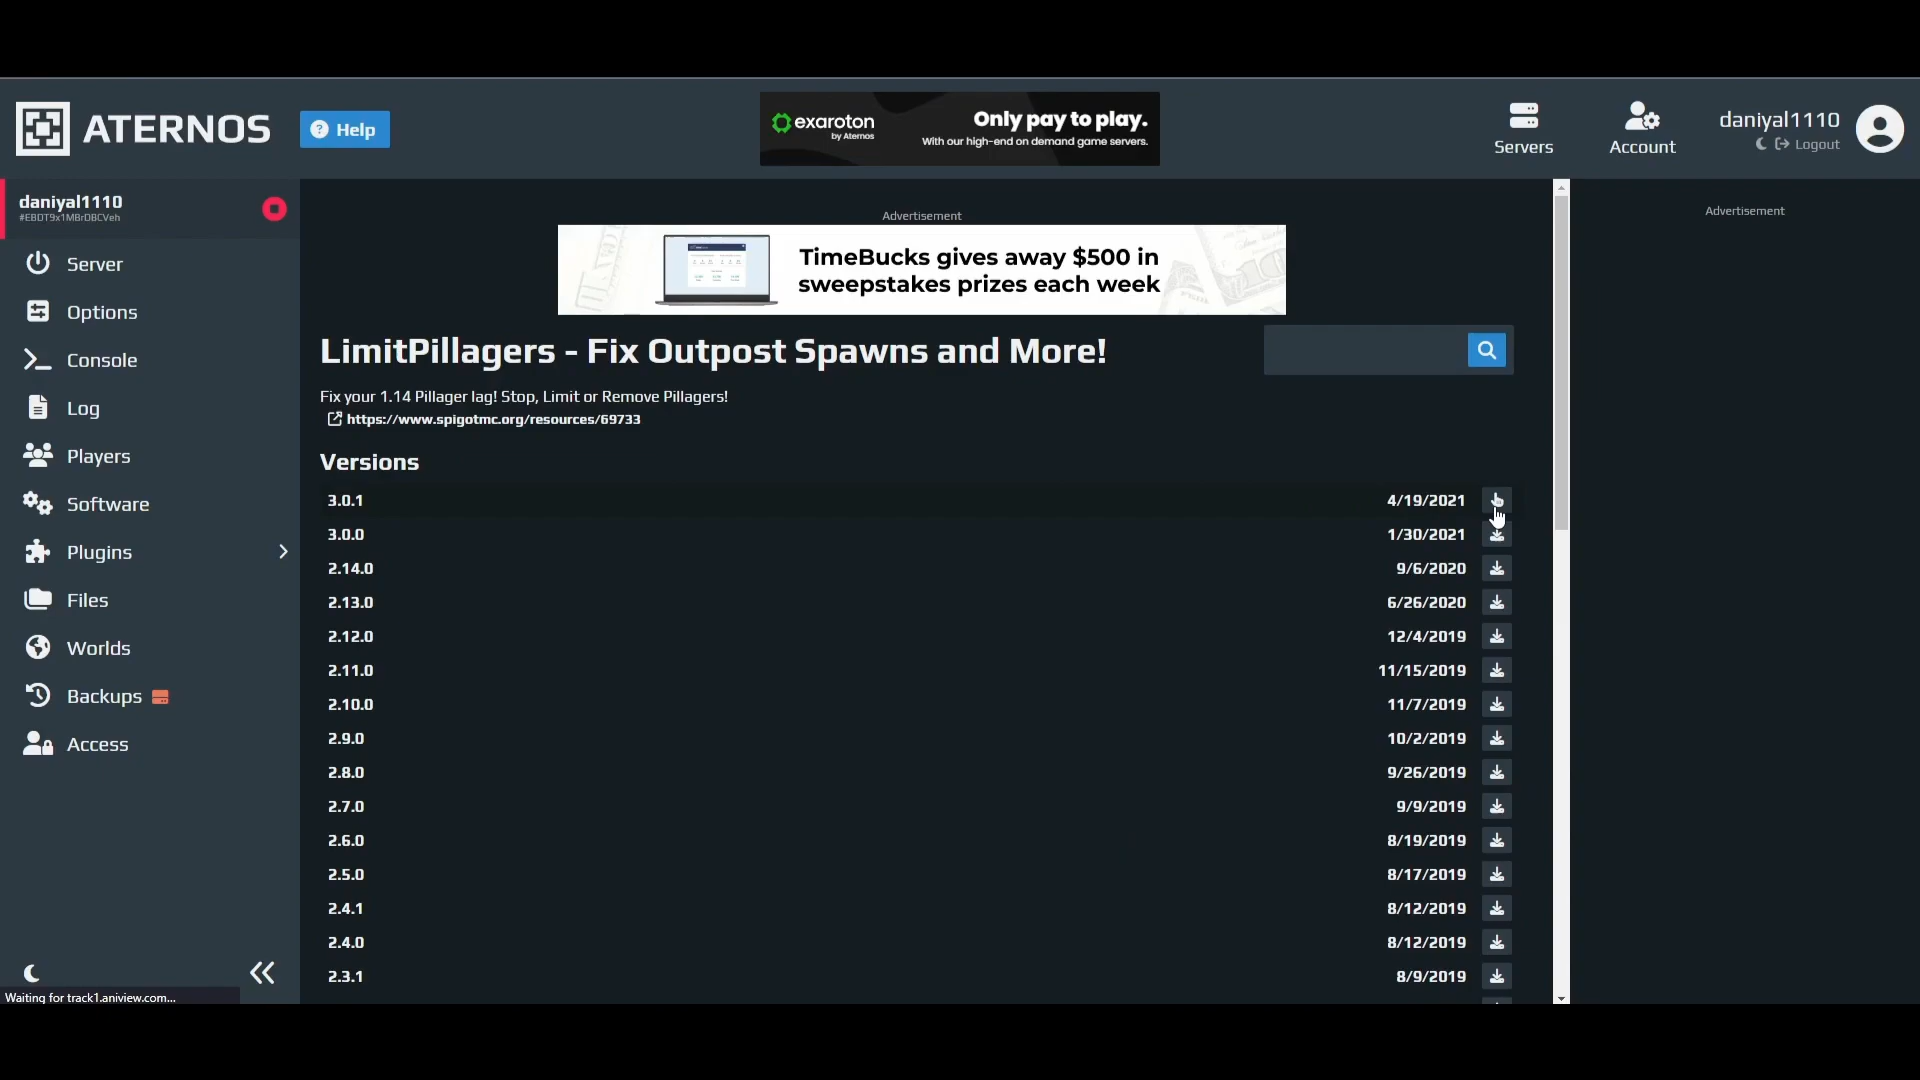 ATERNOS
Help
exaroton
by Aternos
Only pay to play.
With our high-end on demand game servers.
Servers
Account
daniyal1110
Logout
daniyal1110
#EBDT9x1MBrDBCVeh
Server
Options
Console
Log
Players
Software
Plugins
Files
Worlds
Backups
Access
Waiting for track1.aniview.com...
Advertisement
TimeBucks gives away $500 in
sweepstakes prizes each week
LimitPillagers - Fix Outpost Spawns and More!
Fix your 1.14 Pillager lag! Stop, Limit or Remove Pillagers!
https://www.spigotmc.org/resources/69733
Versions
3.0.1 4/19/2021
3.0.0 1/30/2021
2.14.0 9/6/2020
2.13.0 6/26/2020
2.12.0 12/4/2019
2.11.0 11/15/2019
2.10.0 11/7/2019
2.9.0 10/2/2019
2.8.0 9/26/2019
2.7.0 9/9/2019
2.6.0 8/19/2019
2.5.0 8/17/2019
2.4.1 8/12/2019
2.4.0 8/12/2019
2.3.1 8/9/2019
Advertisement